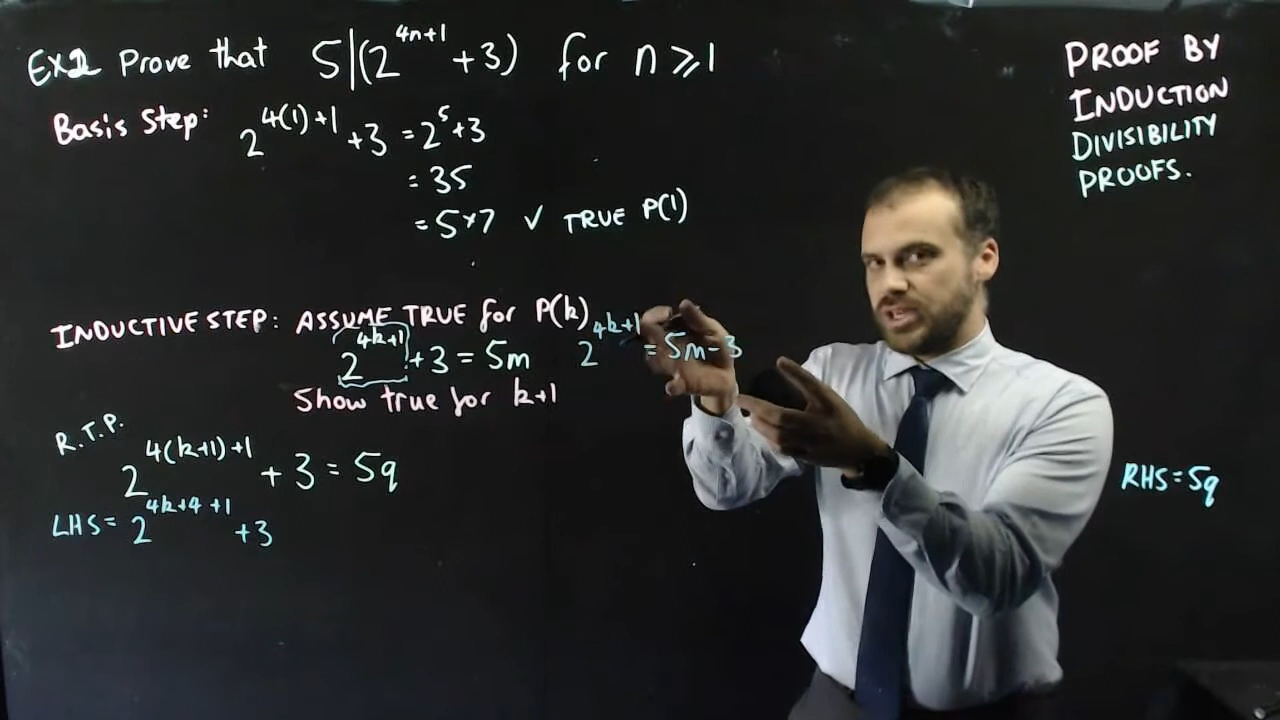 Ex2 Prove that 5|(2^{4n+1} + 3) for n ≥ 1
Basis Step: 2^{4(1)+1} + 3 = 2^5 + 3
= 35
= 5×7 ✓ TRUE P(1)
INDUCTIVE STEP: ASSUME TRUE for P(k)
2^{4k+1} + 3 = 5m 2^{4k+1} = 5m - 3
Show true for k+1
R.T.P.
2^{4(k+1)+1} + 3 = 5q
LHS = 2^{4k+4+1} + 3
RHS = 5q
PROOF BY
INDUCTION
DIVISIBILITY
PROOFS.